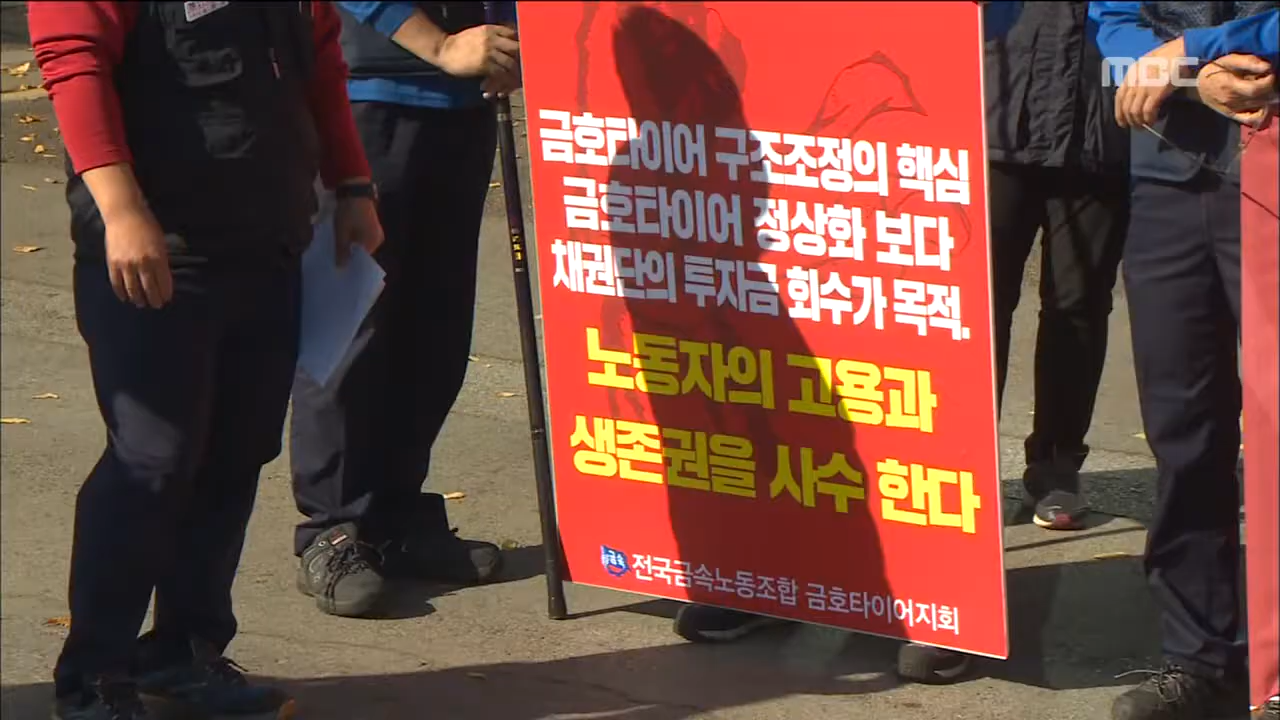 MBC
금호타이어 구조조정의 핵심
금호타이어 정상화 보다
채권단의 투자금 회수가 목적.
노동자의 고용과
생존권을 사수 한다
금속
전국금속노동조합 금호타이어지회